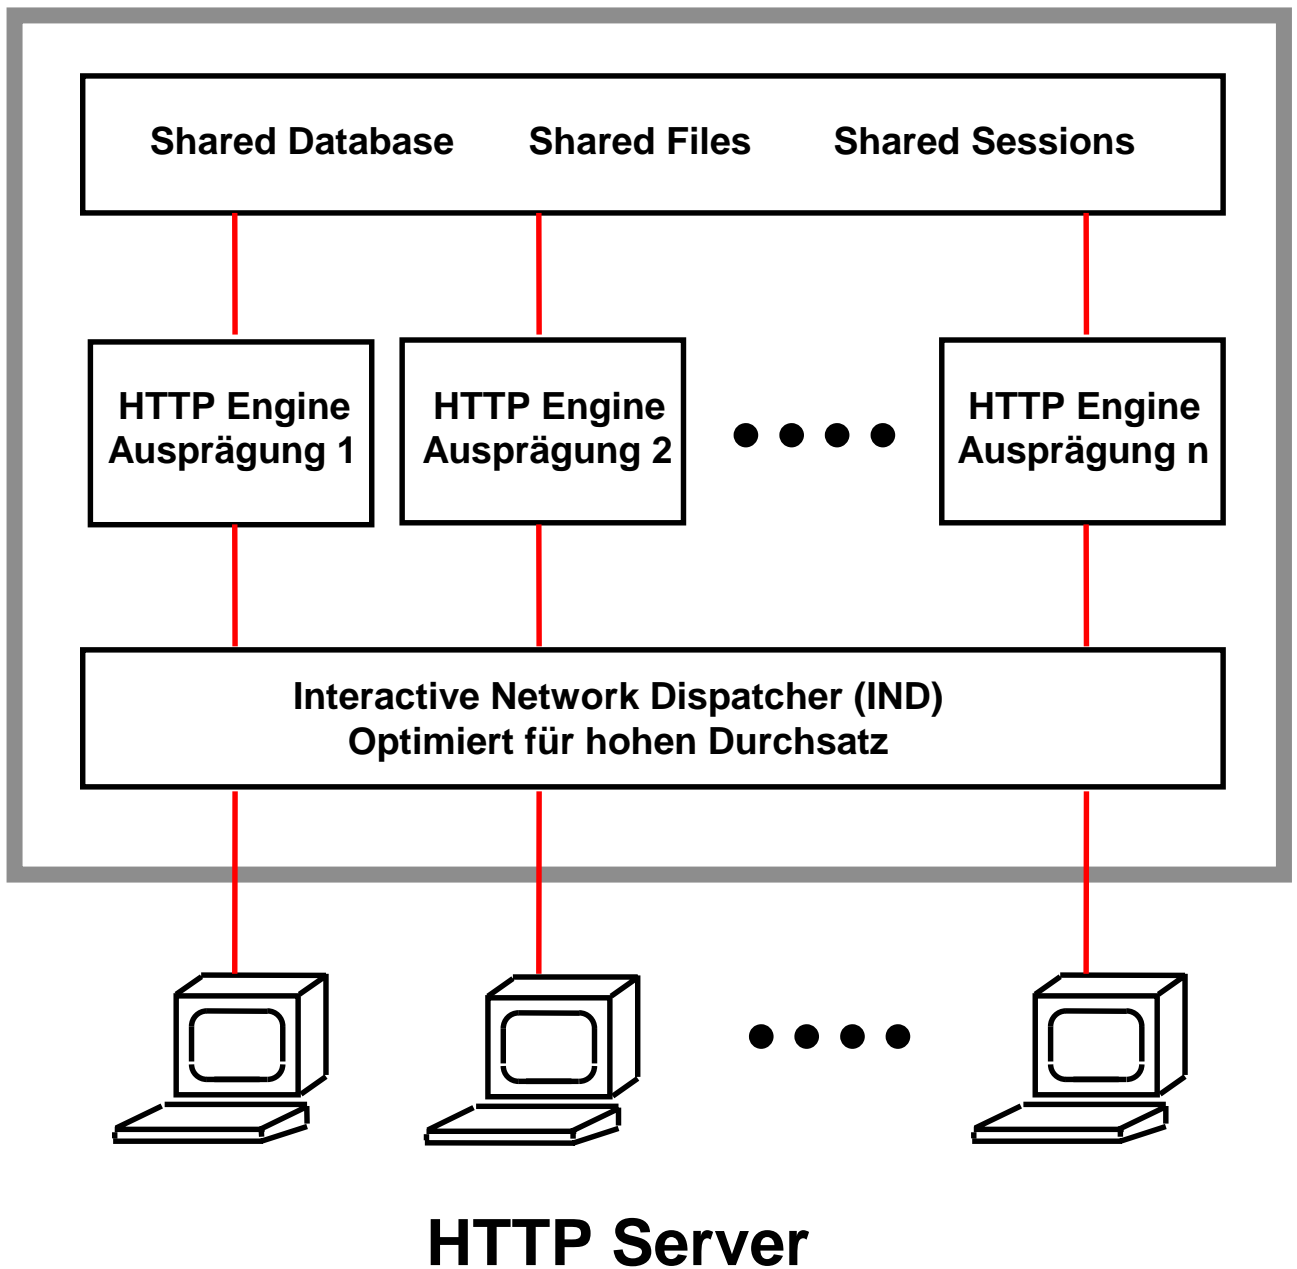 Shared Database Shared Files Shared Sessions
HTTP Engine
Ausprägung 1
HTTP Engine
Ausprägung 2
HTTP Engine
Ausprägung n
Interactive Network Dispatcher (IND)
Optimiert für hohen Durchsatz
HTTP Server